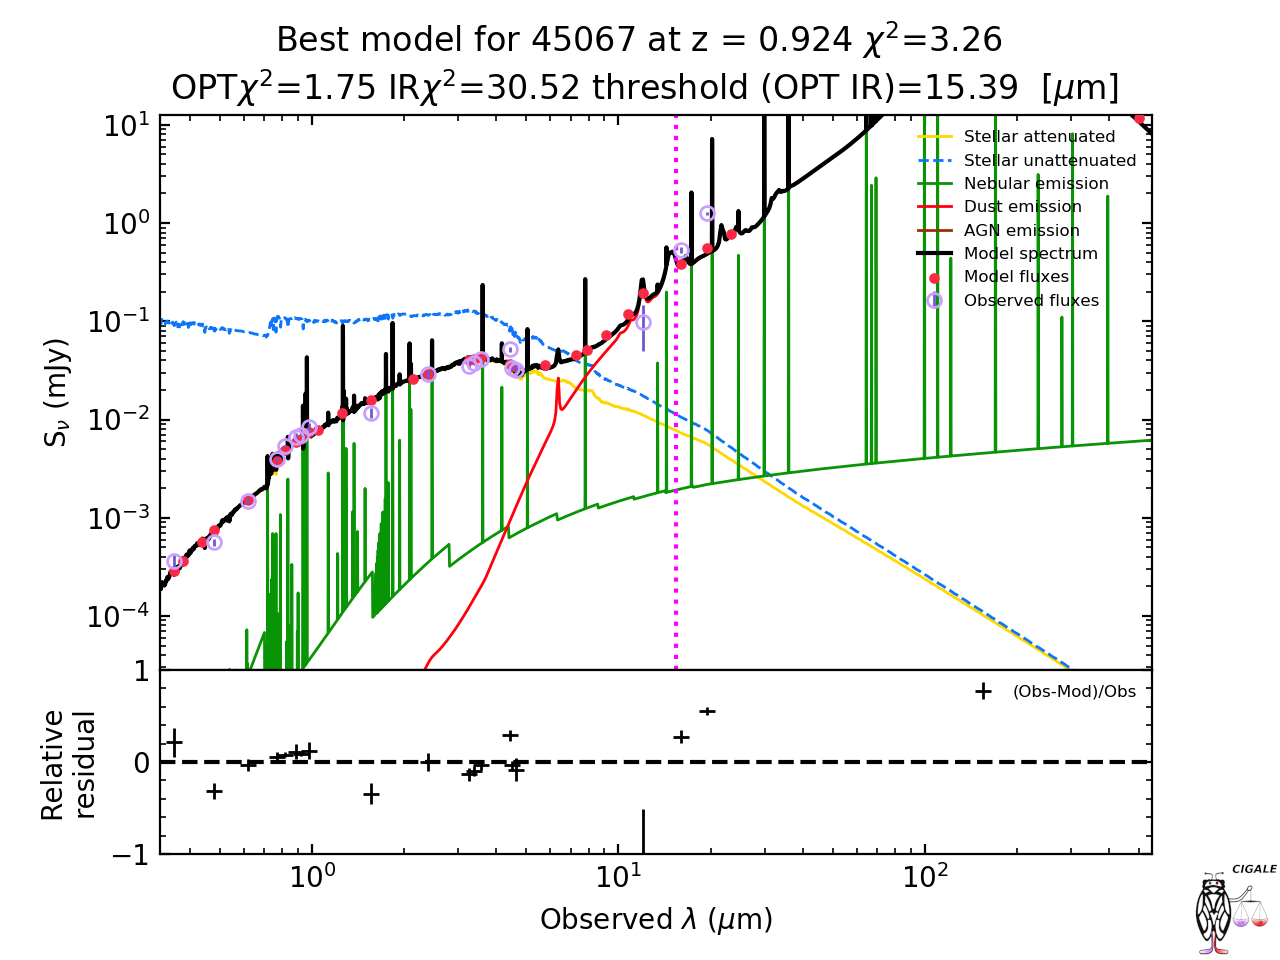 Best model for 45067 at z = 0.924 χ²=3.26
OPTχ²=1.75 IRχ²=30.52 threshold (OPT IR)=15.39 [μm]
10¹
10⁰
10⁻¹
10⁻²
10⁻³
10⁻⁴
S_ν (mJy)
Stellar attenuated
Stellar unattenuated
Nebular emission
Dust emission
AGN emission
Model spectrum
Model fluxes
Observed fluxes
1
0
−1
Relative
residual
(Obs-Mod)/Obs
10⁰
10¹
10²
Observed λ (μm)
CIGALE